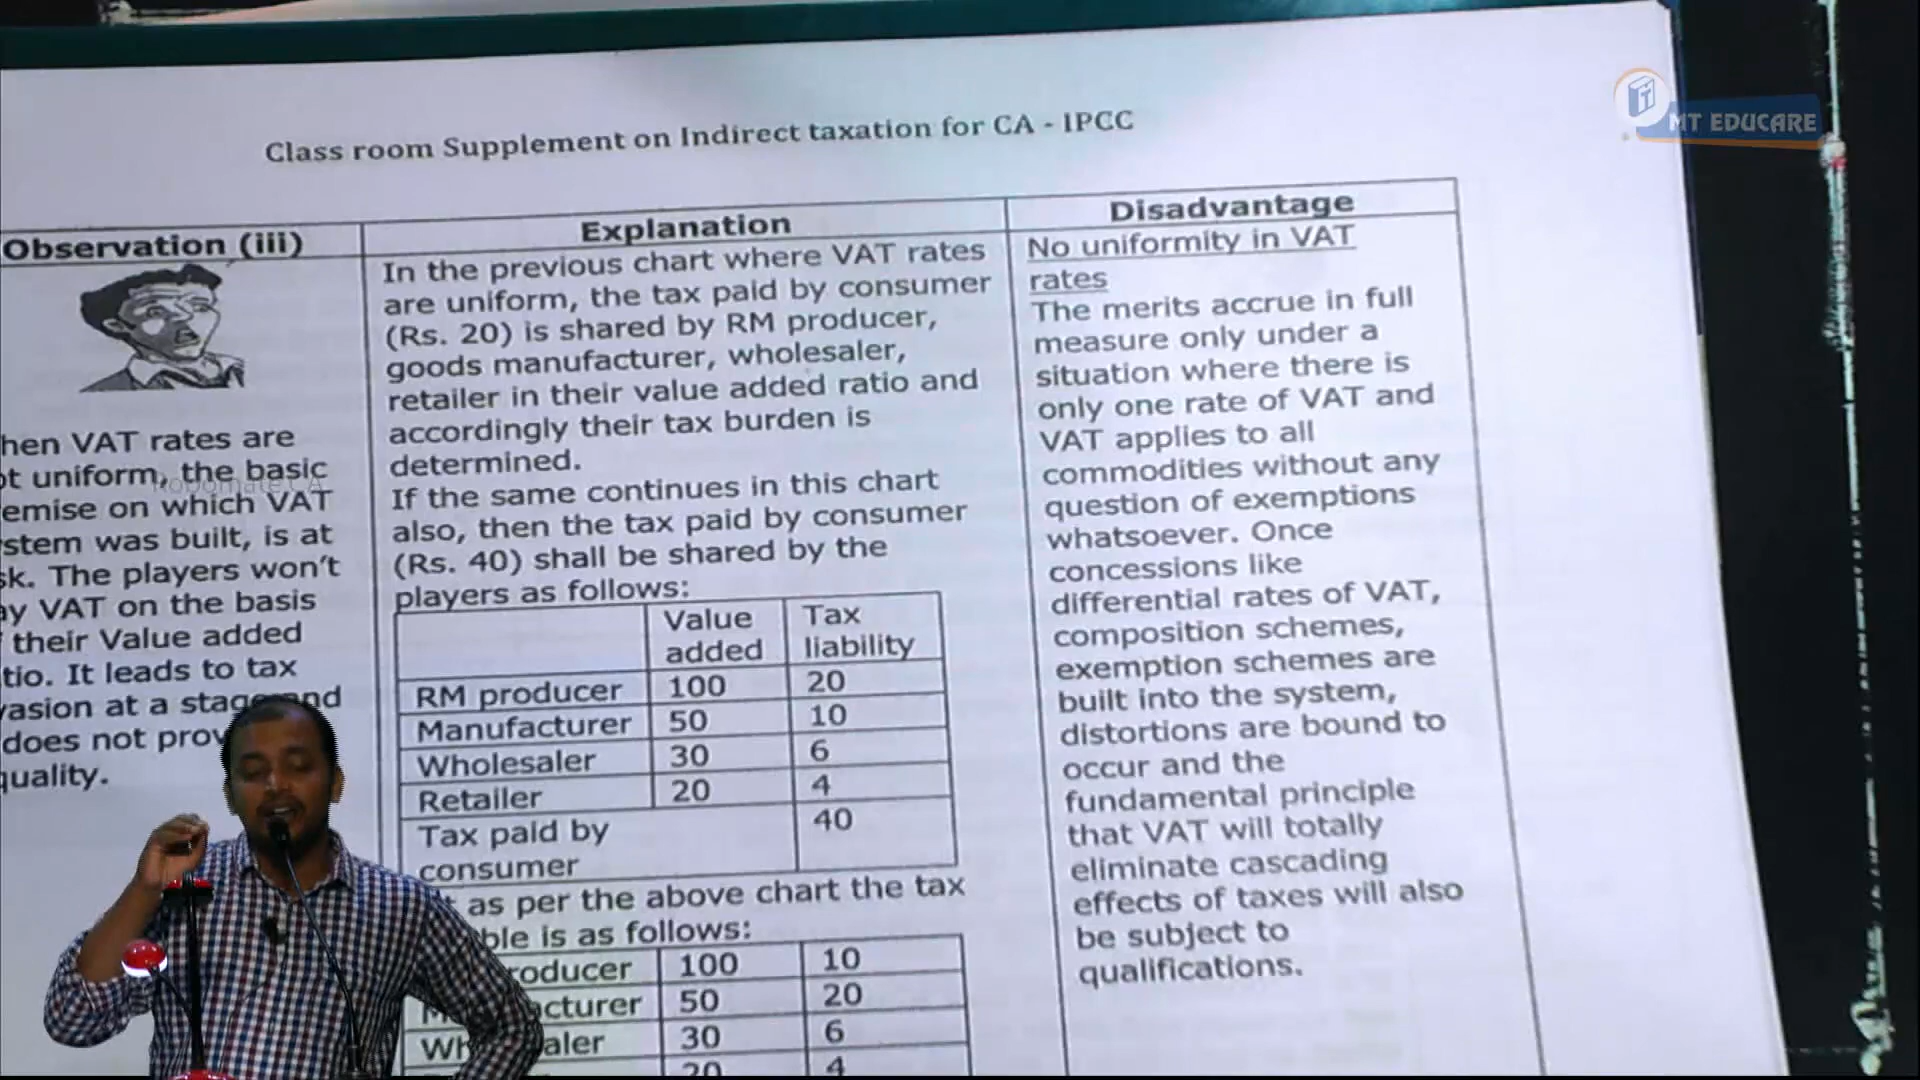 MT EDUCARE
Class room Supplement on Indirect taxation for CA - IPCC
Observation (iii)
hen VAT rates are
ot uniform, the basic
emise on which VAT
stem was built, is at
sk. The players won't
ay VAT on the basis
their Value added
tio. It leads to tax
vasion at a stage and
does not prov
quality.
Explanation
In the previous chart where VAT rates
are uniform, the tax paid by consumer
(Rs. 20) is shared by RM producer,
goods manufacturer, wholesaler,
retailer in their value added ratio and
accordingly their tax burden is
determined.
If the same continues in this chart
also, then the tax paid by consumer
(Rs. 40) shall be shared by the
players as follows:
Value added Tax liability
RM producer 100 20
Manufacturer 50 10
Wholesaler 30 6
Retailer 20 4
Tax paid by consumer 40
as per the above chart the tax
ble is as follows:
roducer 100 10
acturer 50 20
Wh aler 30 6
20 4
Disadvantage
No uniformity in VAT
rates
The merits accrue in full
measure only under a
situation where there is
only one rate of VAT and
VAT applies to all
commodities without any
question of exemptions
whatsoever. Once
concessions like
differential rates of VAT,
composition schemes,
exemption schemes are
built into the system,
distortions are bound to
occur and the
fundamental principle
that VAT will totally
eliminate cascading
effects of taxes will also
be subject to
qualifications.